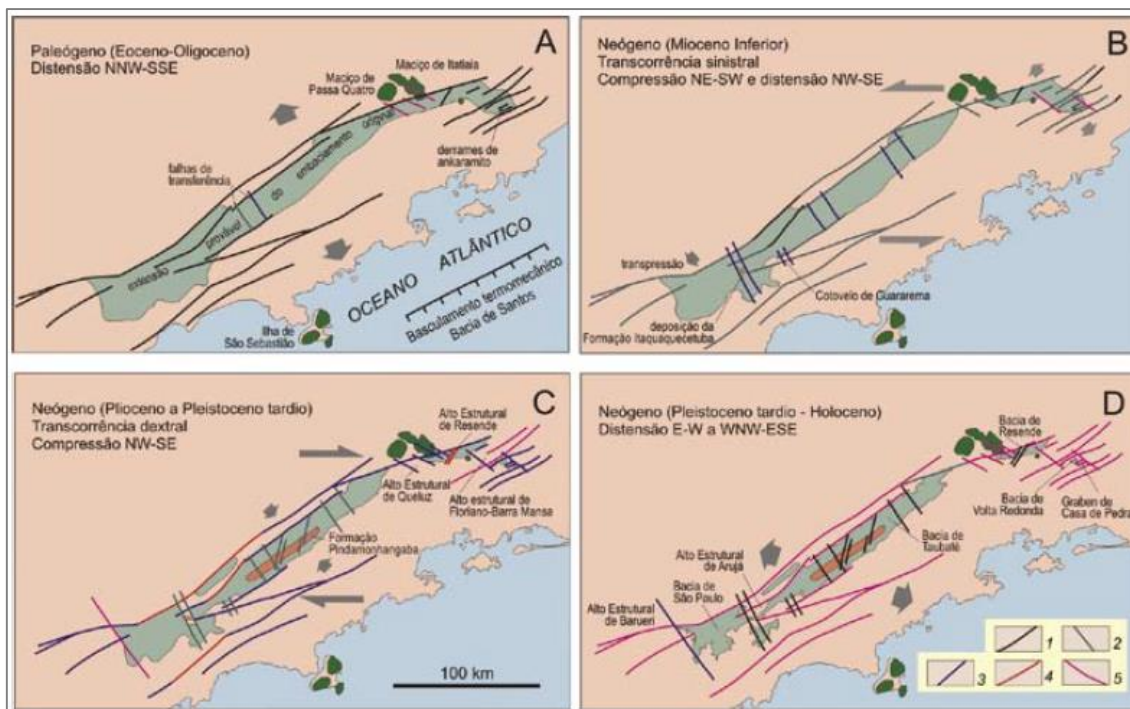 A
Paleógeno (Eoceno-Oligoceno)
Distensão NNW-SSE
Maciço de Itatiaia
Maciço de
Passa Quatro
derrames de
ankaramito
falhas de
transferência
extensão provável do embaciamento original
OCEANO ATLÂNTICO
Basculamento termomecânico
Bacia de Santos
Ilha de
São Sebastião
B
Neógeno (Mioceno Inferior)
Transcorrência sinistral
Compressão NE-SW e distensão NW-SE
transpressão
Cotovelo de Guararema
deposição da
Formação Itaquaquecetuba
C
Neógeno (Plioceno a Pleistoceno tardio)
Transcorrência dextral
Compressão NW-SE
Alto Estrutural
de Resende
Alto Estrutural
de Queluz
Alto estrutural de
Floriano-Barra Mansa
Formação
Pindamonhangaba
100 km
D
Neógeno (Pleistoceno tardio - Holoceno)
Distensão E-W a WNW-ESE
Bacia de
Resende
Bacia de
Volta Redonda
Graben de
Casa de Pedra
Bacia de
Taubaté
Alto Estrutural
de Arujá
Bacia de
São Paulo
Alto Estrutural
de Barueri
1
2
3
4
5